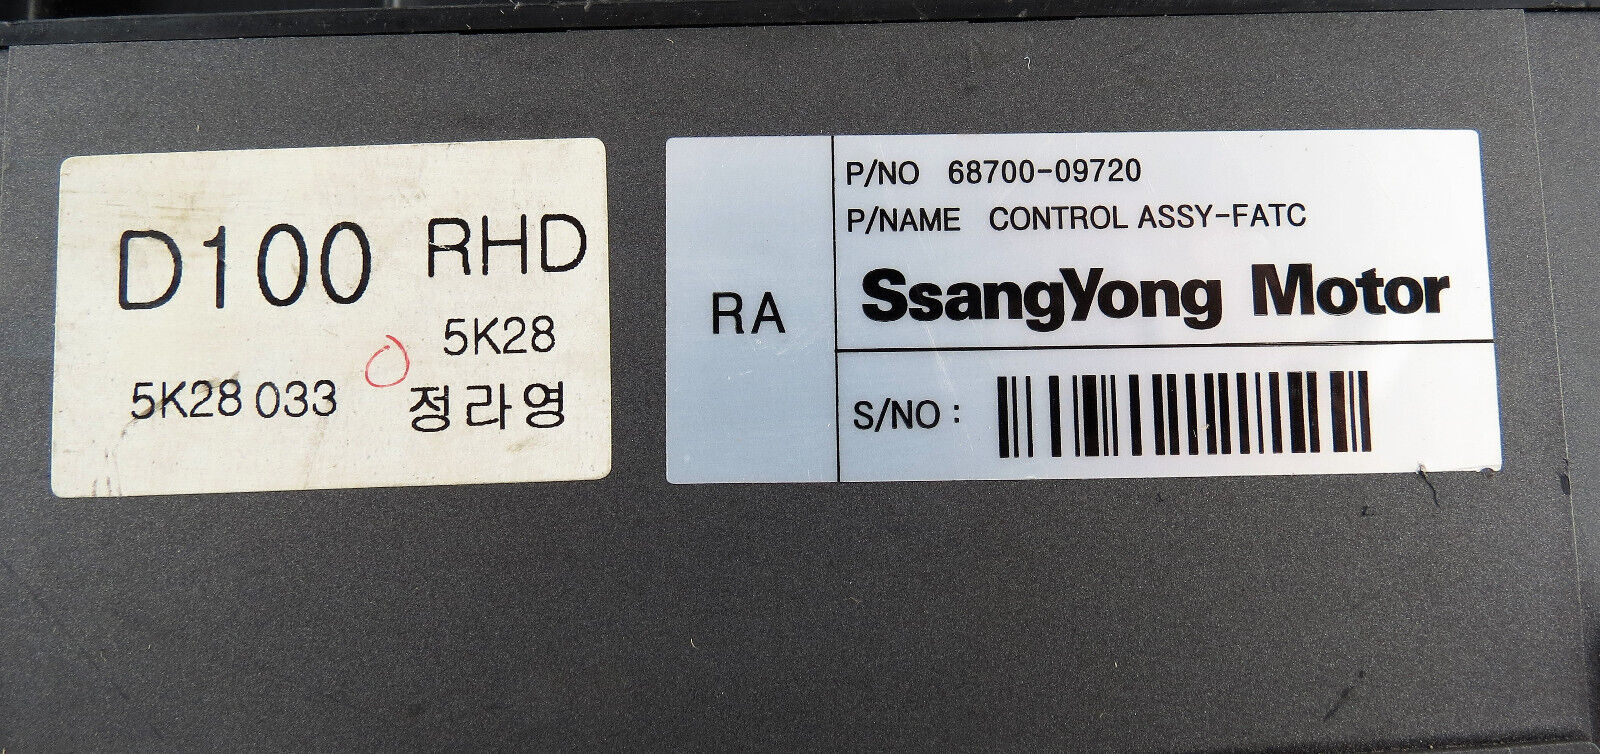 D100 RHD
5K28
5K28 033 정라영
RA
P/NO 68700-09720
P/NAME CONTROL ASSY-FATC
SsangYong Motor
S/NO :